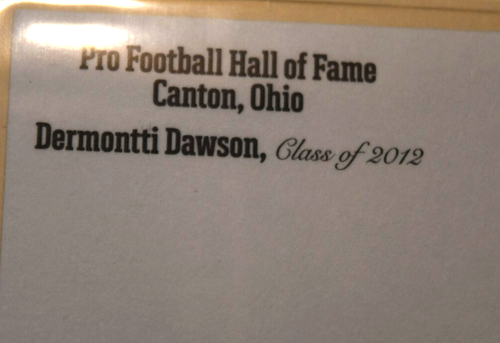 Pro Football Hall of Fame
Canton, Ohio
Dermontti Dawson, Class of 2012